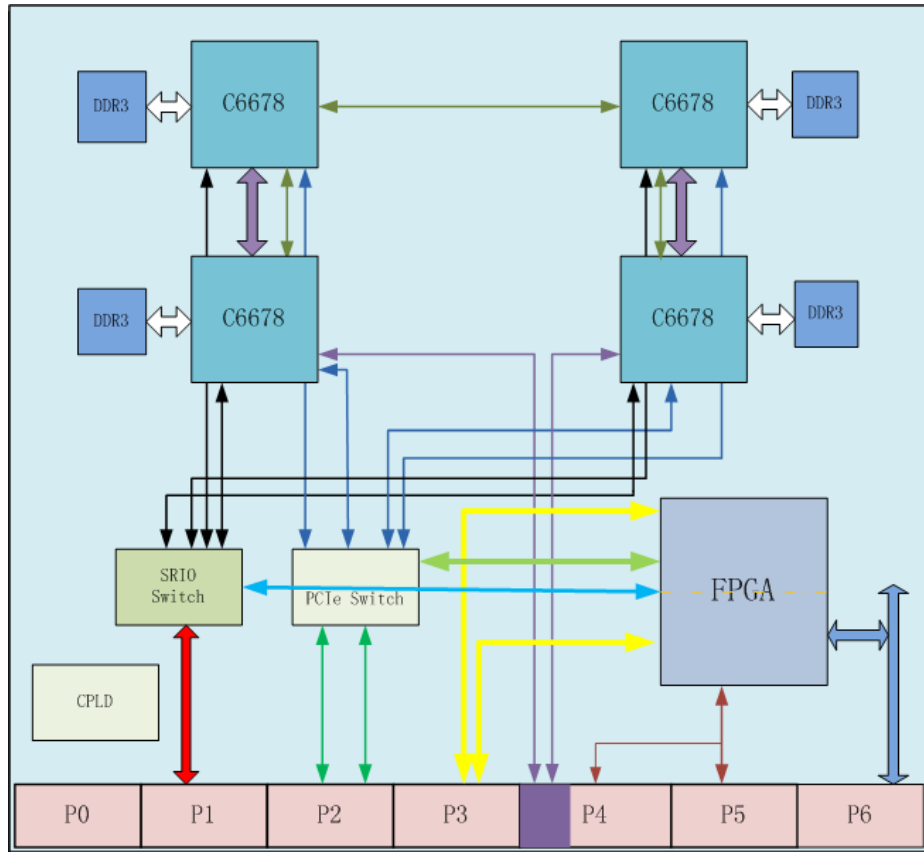 DDR3
C6678
C6678
DDR3
DDR3
C6678
C6678
DDR3
SRIO
Switch
PCIe Switch
FPGA
CPLD
P0
P1
P2
P3
P4
P5
P6